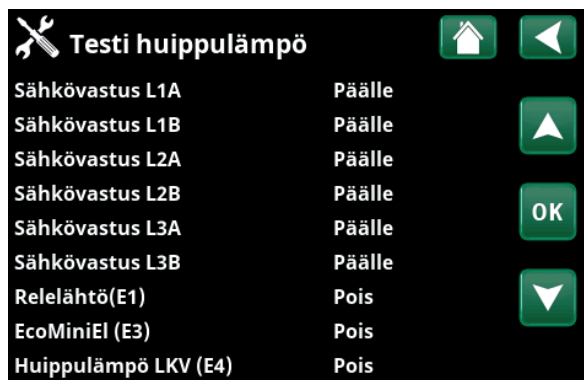 Testi huippulämpö
Sähkövastus L1A Päälle
Sähkövastus L1B Päälle
Sähkövastus L2A Päälle
Sähkövastus L2B Päälle
Sähkövastus L3A Päälle
Sähkövastus L3B Päälle
Relelähtö(E1) Pois
EcoMiniEl (E3) Pois
Huippulämpö LKV (E4) Pois
OK